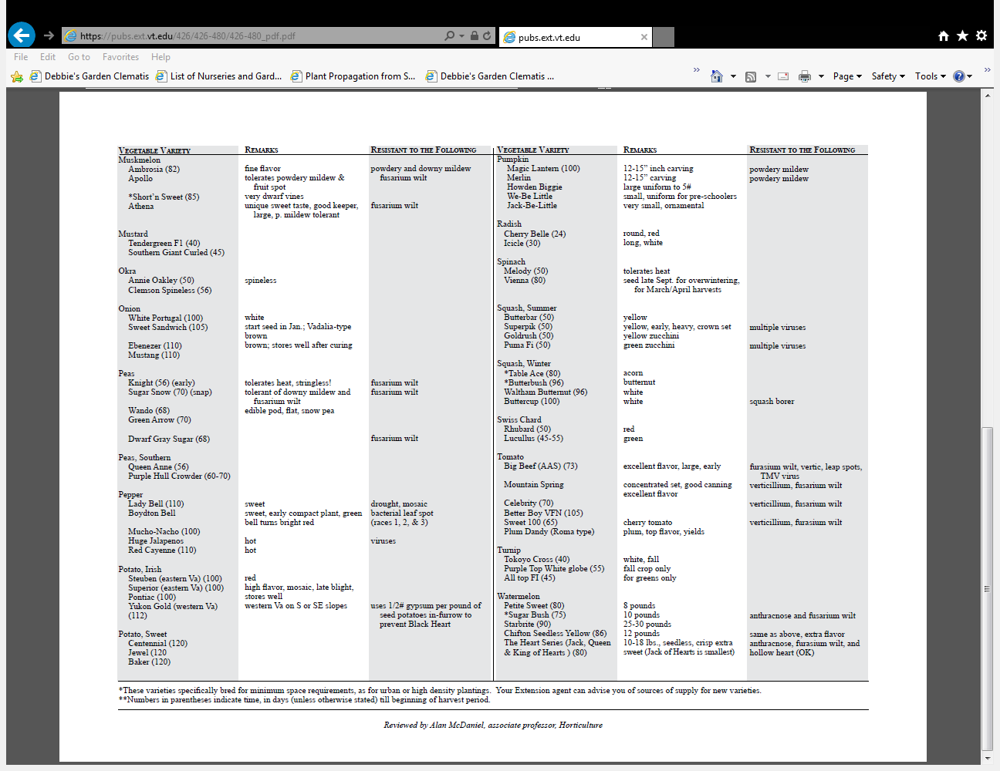 https://pubs.ext.vt.edu/426/426-480/426-480_pdf.pdf
pubs.ext.vt.edu
File Edit Go to Favorites Help
Debbie's Garden Clematis List of Nurseries and Gard... Plant Propagation from S... Debbie's Garden Clematis ... Page Safety Tools
VEGETABLE VARIETY REMARKS RESISTANT TO THE FOLLOWING
Muskmelon
Ambrosia (82) fine flavor powdery and downy mildew
Apollo tolerates powdery mildew & fusarium wilt
fruit spot
*Short'n Sweet (85) very dwarf vines
Athena unique sweet taste, good keeper, fusarium wilt
large, p. mildew tolerant
Mustard
Tendergreen F1 (40)
Southern Giant Curled (45)
Okra
Annie Oakley (50) spineless
Clemson Spineless (56)
Onion
White Portugal (100) white
Sweet Sandwich (105) start seed in Jan.; Vadalia-type
brown
Ebenezer (110) brown; stores well after curing
Mustang (110)
Peas
Knight (56) (early) tolerates heat, stringless! fusarium wilt
Sugar Snow (70) (snap) tolerant of downy mildew and fusarium wilt
fusarium wilt
Wando (68) edible pod, flat, snow pea
Green Arrow (70)
Dwarf Gray Sugar (68) fusarium wilt
Peas, Southern
Queen Anne (56)
Purple Hull Crowder (60-70)
Pepper
Lady Bell (110) sweet drought, mosaic
Boydton Bell sweet, early compact plant, green bacterial leaf spot
bell turns bright red (races 1, 2, & 3)
Mucho-Nacho (100)
Huge Jalapenos hot viruses
Red Cayenne (110) hot
Potato, Irish
Steuben (eastern Va) (100) red
Superior (eastern Va) (100) high flavor, mosaic, late blight,
Pontiac (100) stores well
Yukon Gold (western Va) western Va on S or SE slopes uses 1/2# gypsum per pound of
(112) seed potatoes in-furrow to
prevent Black Heart
Potato, Sweet
Centennial (120)
Jewel (120
Baker (120)
VEGETABLE VARIETY REMARKS RESISTANT TO THE FOLLOWING
Pumpkin
Magic Lantern (100) 12-15” inch carving powdery mildew
Merlin 12-15” carving powdery mildew
Howden Biggie large uniform to 5#
We-Be Little small, uniform for pre-schoolers
Jack-Be-Little very small, ornamental
Radish
Cherry Belle (24) round, red
Icicle (30) long, white
Spinach
Melody (50) tolerates heat
Vienna (80) seed late Sept. for overwintering,
for March/April harvests
Squash, Summer
Butterbar (50) yellow
Superpik (50) yellow, early, heavy, crown set multiple viruses
Goldrush (50) yellow zucchini
Puma Fi (50) green zucchini multiple viruses
Squash, Winter
*Table Ace (80) acorn
*Butterbush (96) butternut
Waltham Butternut (96) white
Buttercup (100) white squash borer
Swiss Chard
Rhubard (50) red
Lucullus (45-55) green
Tomato
Big Beef (AAS) (73) excellent flavor, large, early furasium wilt, vertic, leap spots,
TMV virus
Mountain Spring concentrated set, good canning verticillium, fusarium wilt
excellent flavor
Celebrity (70) verticillium, fusarium wilt
Better Boy VFN (105)
Sweet 100 (65) cherry tomato verticillium, furasium wilt
Plum Dandy (Roma type) plum, top flavor, yields
Turnip
Tokoyo Cross (40) white, fall
Purple Top White globe (55) fall crop only
All top FI (45) for greens only
Watermelon
Petite Sweet (80) 8 pounds
*Sugar Bush (75) 10 pounds anthracnose and fusarium wilt
Starbrite (90) 25-30 pounds
Chifton Seedless Yellow (86) 12 pounds same as above, extra flavor
The Heart Series (Jack, Queen 10-18 lbs., seedless, crisp extra anthracnose, furasium wilt, and
& King of Hearts ) (80) sweet (Jack of Hearts is smallest) hollow heart (OK)
*These varieties specifically bred for minimum space requirements, as for urban or high density plantings. Your Extension agent can advise you of sources of supply for new varieties.
**Numbers in parentheses indicate time, in days (unless otherwise stated) till beginning of harvest period.
Reviewed by Alan McDaniel, associate professor, Horticulture